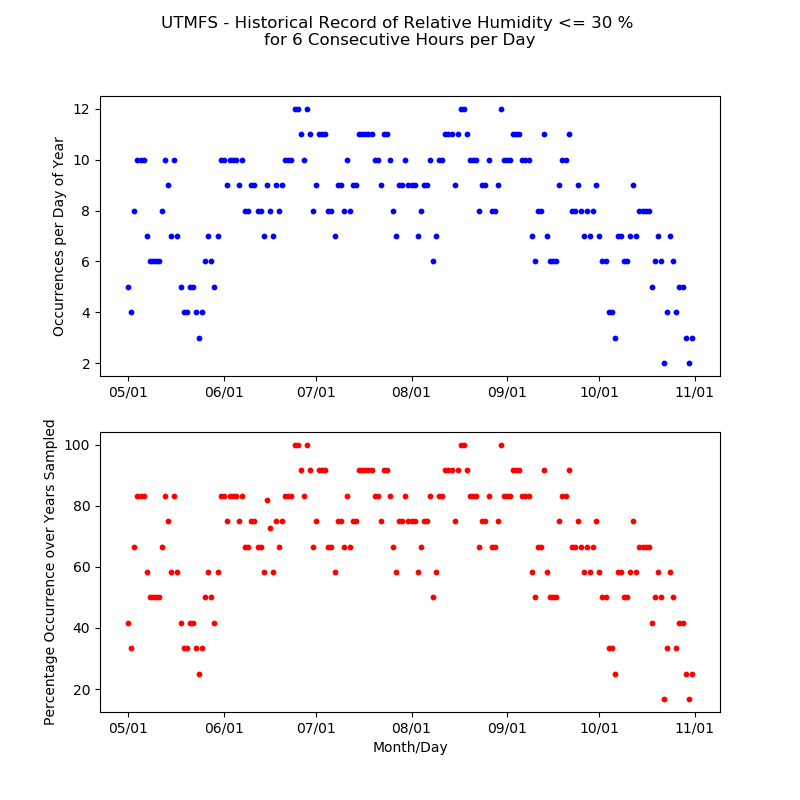 UTMFS - Historical Record of Relative Humidity <= 30 %
for 6 Consecutive Hours per Day
Occurrences per Day of Year
12
10
8
6
4
2
05/01 06/01 07/01 08/01 09/01 10/01 11/01
Percentage Occurrence over Years Sampled
100
80
60
40
20
05/01 06/01 07/01 08/01 09/01 10/01 11/01
Month/Day